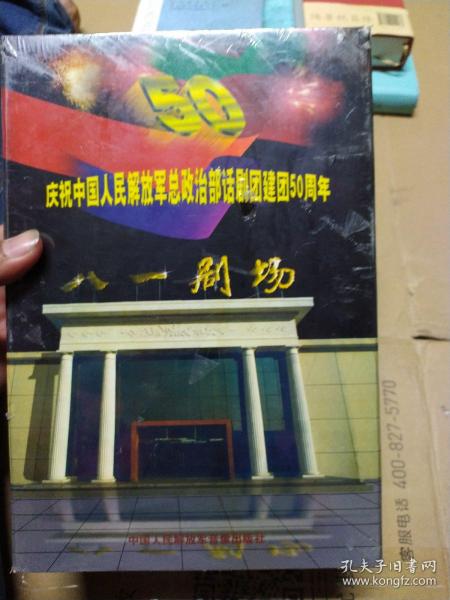 50
庆祝中国人民解放军总政治部话剧团建团50周年
八一剧场
中国人民解放军音像出版社
客服电话 400-827-5770
孔夫子旧书网
www.kongfz.com